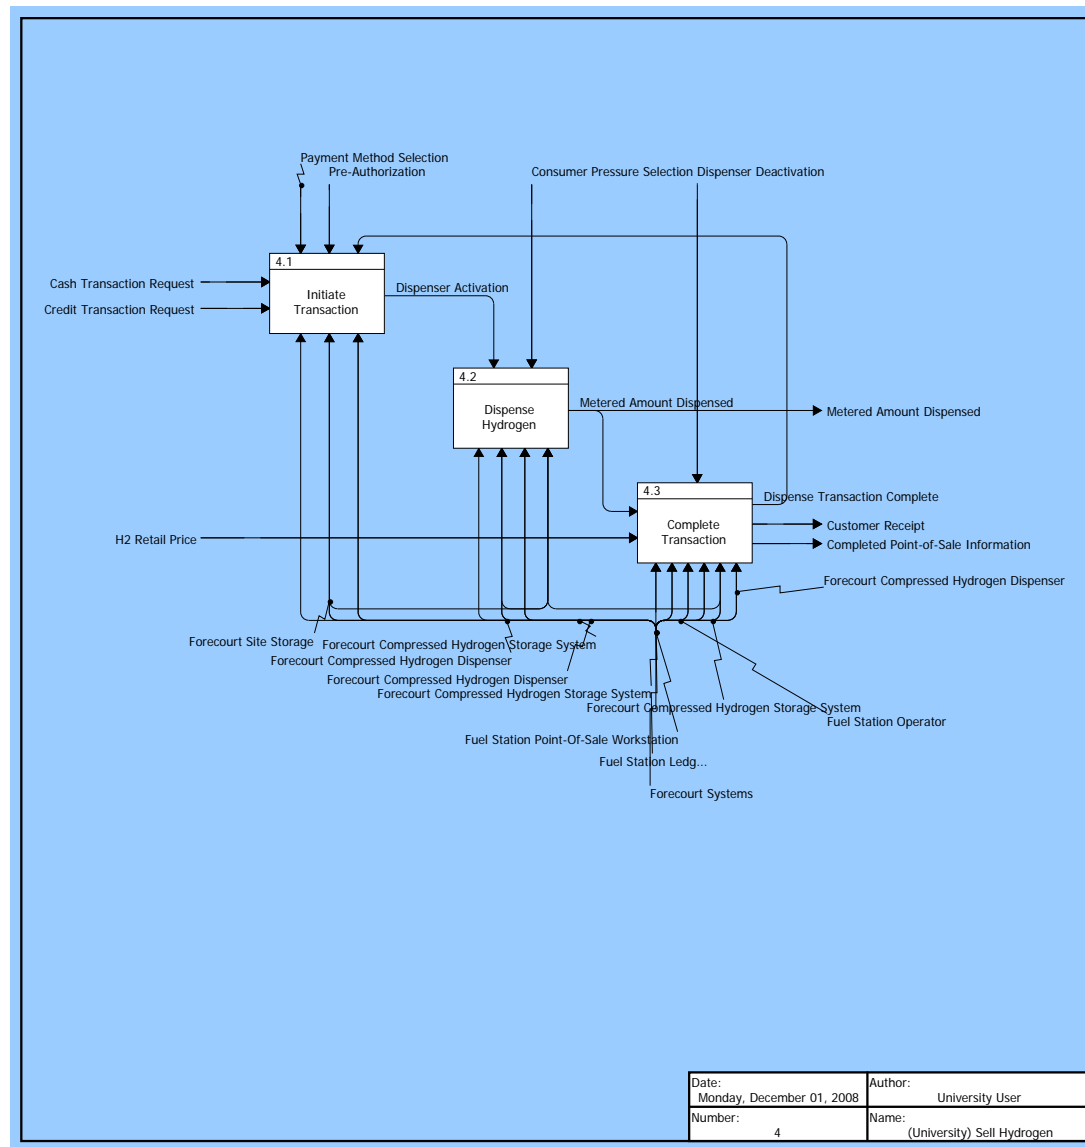 Payment Method Selection
Pre-Authorization
Consumer Pressure Selection
Dispenser Deactivation
4.1
Initiate
Transaction
Cash Transaction Request
Credit Transaction Request
Dispenser Activation
4.2
Dispense
Hydrogen
Metered Amount Dispensed
Metered Amount Dispensed
4.3
Complete
Transaction
Dispense Transaction Complete
Customer Receipt
Completed Point-of-Sale Information
H2 Retail Price
Forecourt Compressed Hydrogen Dispenser
Forecourt Site Storage
Forecourt Compressed Hydrogen Storage System
Forecourt Compressed Hydrogen Dispenser
Forecourt Compressed Hydrogen Dispenser
Forecourt Compressed Hydrogen Storage System
Forecourt Compressed Hydrogen Storage System
Fuel Station Operator
Fuel Station Point-Of-Sale Workstation
Fuel Station Ledg...
Forecourt Systems
Date:
Monday, December 01, 2008
Author:
University User
Number:
4
Name:
(University) Sell Hydrogen